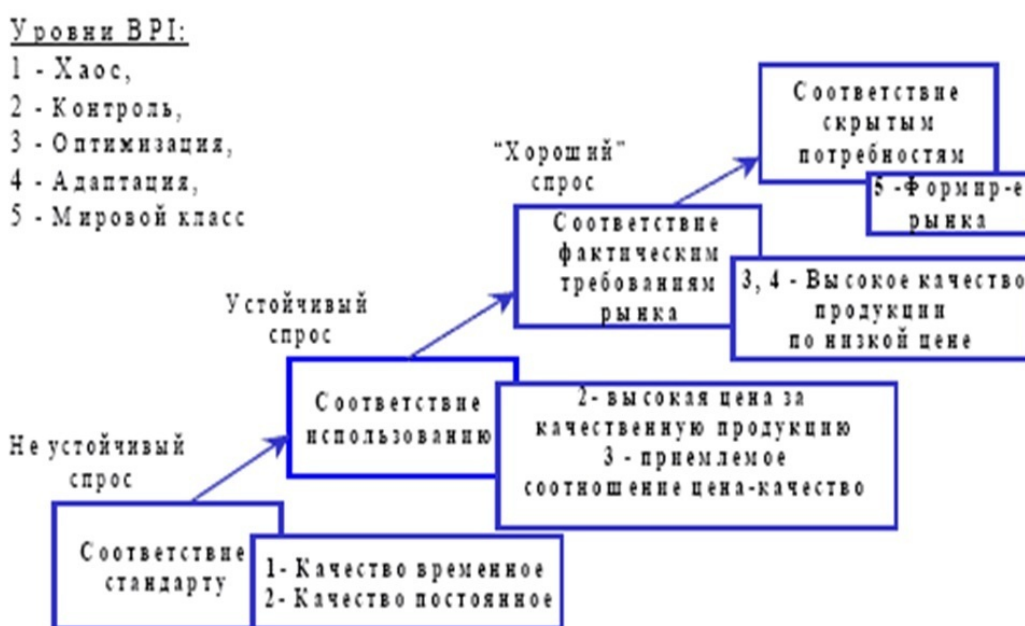 Уровни BPI:
1 - Хаос,
2 - Контроль,
3 - Оптимизация,
4 - Адаптация,
5 - Мировой класс
Соответствие
скрытым
потребностям
5 -Формир-е
рынка
"Хороший"
спрос
Соответствие
фактическим
требованиям
рынка
3, 4 - Высокое качество
продукции
по низкой цене
Устойчивый
спрос
Соответствие
использованию
2- высокая цена за
качественную продукцию
3 - приемлемое
соотношение цена-качество
Не устойчивый
спрос
Соответствие
стандарту
1- Качество временное
2- Качество постоянное